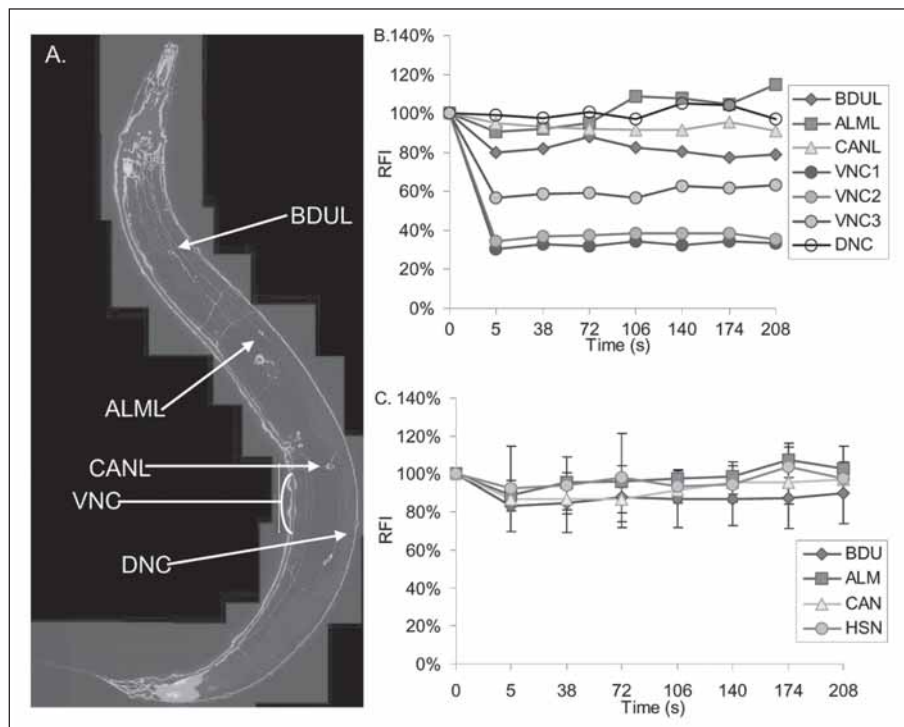 A.
BDUL
ALML
CANL
VNC
DNC
B.
140%
120%
100%
80%
60%
40%
20%
0%
RFI
0 5 38 72 106 140 174 208
Time (s)
BDUL
ALML
CANL
VNC1
VNC2
VNC3
DNC
C.
140%
120%
100%
80%
60%
40%
20%
0%
RFI
0 5 38 72 106 140 174 208
Time (s)
BDU
ALM
CAN
HSN